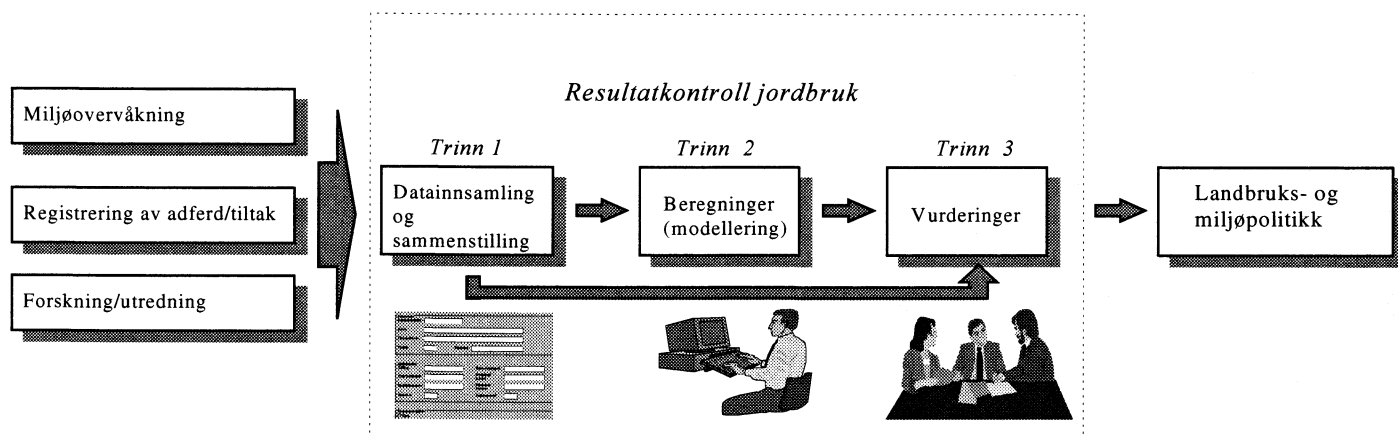 Resultatkontroll jordbruk
Miljøovervåkning
Registrering av adferd/tiltak
Forskning/utredning
Trinn 1
Datainnsamling
og
sammenstilling
Trinn 2
Beregninger
(modellering)
Trinn 3
Vurderinger
Landbruks- og
miljøpolitikk